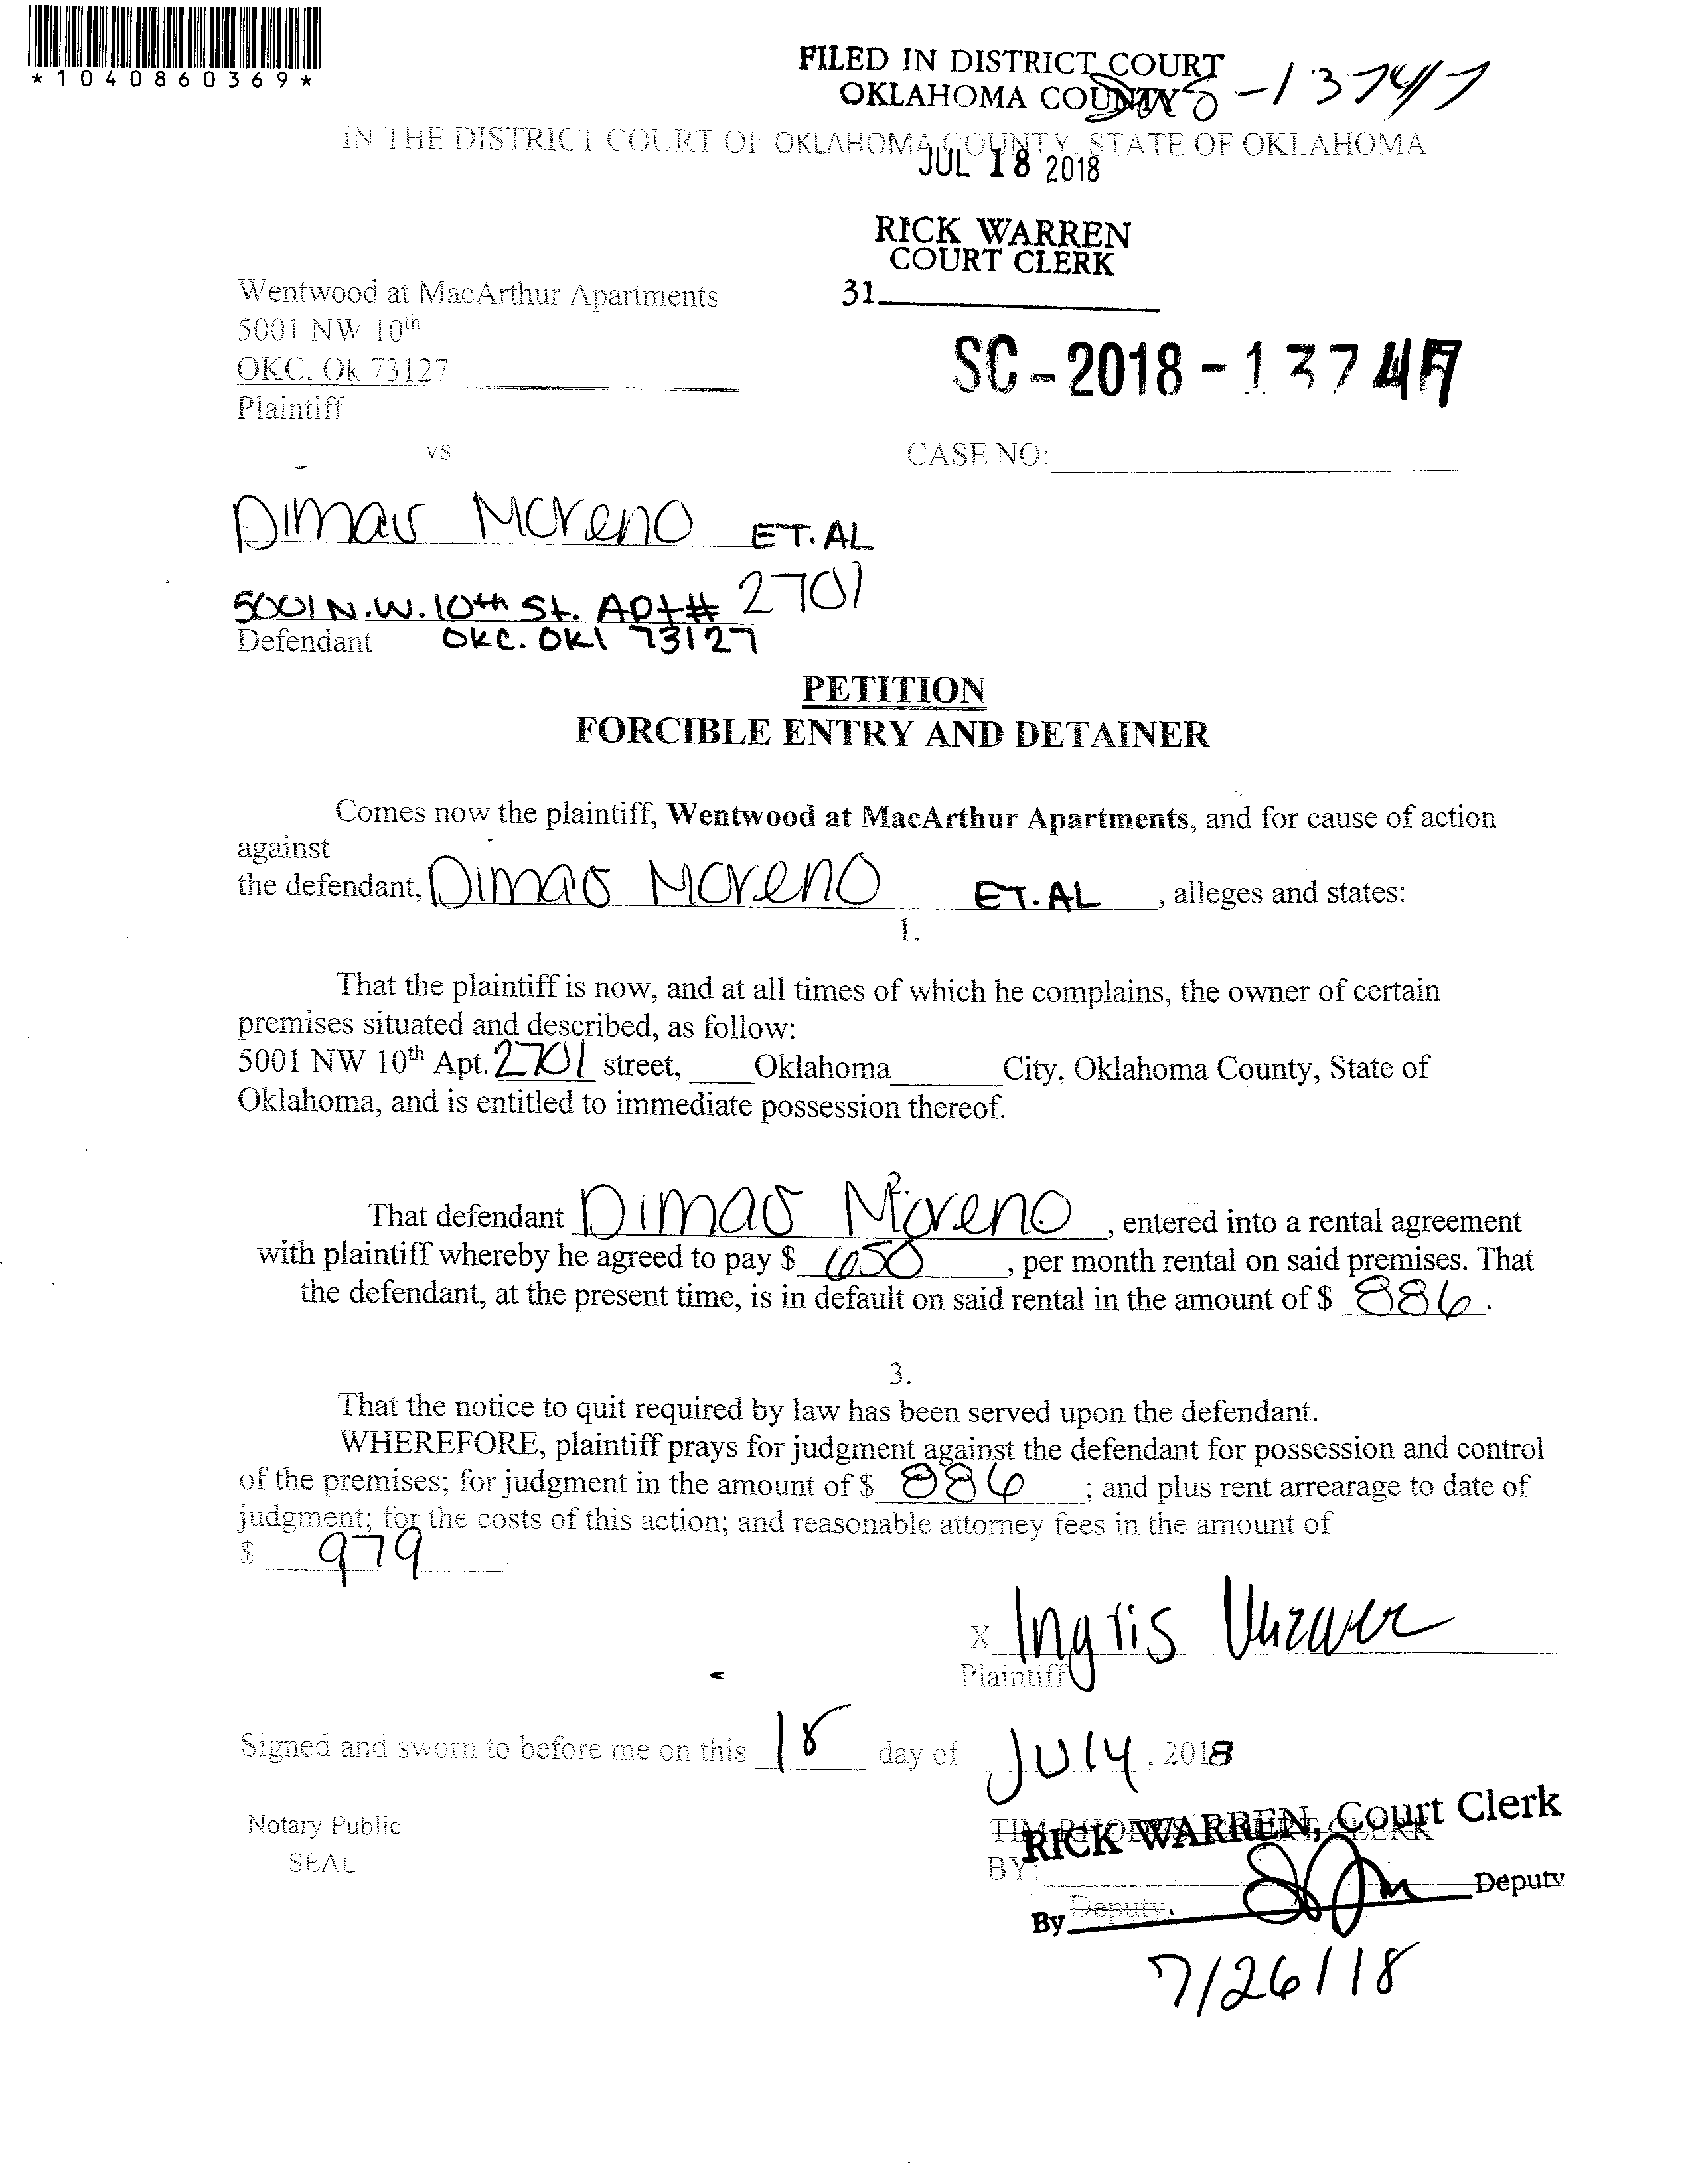 *1040860369*
FILED IN DISTRICT COURT
OKLAHOMA COUNTY
-13747
IN THE DISTRICT COURT OF OKLAHOMA COUNTY, STATE OF OKLAHOMA
JUL 18 2018
RICK WARREN
COURT CLERK
31
Wentwood at MacArthur Apartments
5001 NW 10th
OKC, Ok 73127
Plaintiff
SC-2018-13747
vs
CASE NO:
Dimas Moreno ET. AL
5001 N.W. 10th St. Apt# 2701
Defendant OKC. OKl 73127
PETITION
FORCIBLE ENTRY AND DETAINER
Comes now the plaintiff, Wentwood at MacArthur Apartments, and for cause of action
against
the defendant, Dimas Moreno ET. AL, alleges and states:
1.
That the plaintiff is now, and at all times of which he complains, the owner of certain
premises situated and described, as follow:
5001 NW 10th Apt. 2701 street, Oklahoma City, Oklahoma County, State of
Oklahoma, and is entitled to immediate possession thereof.
That defendant Dimas Moreno, entered into a rental agreement
with plaintiff whereby he agreed to pay $ 650, per month rental on said premises. That
the defendant, at the present time, is in default on said rental in the amount of $ 886.
3.
That the notice to quit required by law has been served upon the defendant.
WHEREFORE, plaintiff prays for judgment against the defendant for possession and control
of the premises; for judgment in the amount of $ 886; and plus rent arrearage to date of
judgment; for the costs of this action; and reasonable attorney fees in the amount of
$ 979
X Ingris
Plaintiff
Signed and sworn to before me on this 18 day of July, 2018
Notary Public
SEAL
RICK WARREN, Court Clerk
BY:
Deputy
By Deputy.
7/26/18